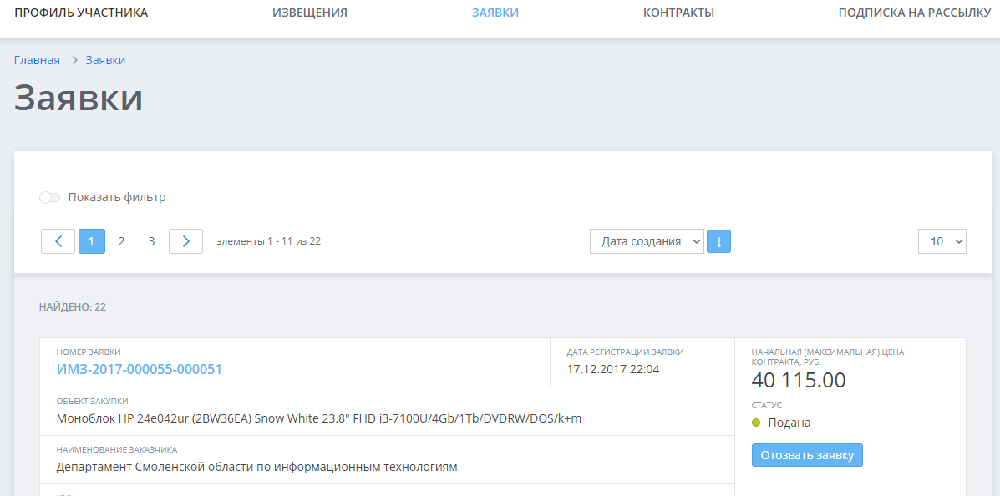 ПРОФИЛЬ УЧАСТНИКА ИЗВЕЩЕНИЯ ЗАЯВКИ КОНТРАКТЫ ПОДПИСКА НА РАССЫЛКУ
Главная > Заявки
Заявки
Показать фильтр
< 1 2 3 > элементы 1 - 11 из 22 Дата создания ↓ 10
НАЙДЕНО: 22
НОМЕР ЗАЯВКИ
ИМЗ-2017-000055-000051
ДАТА РЕГИСТРАЦИИ ЗАЯВКИ
17.12.2017 22:04
НАЧАЛЬНАЯ (МАКСИМАЛЬНАЯ) ЦЕНА
КОНТРАКТА, РУБ.
40 115.00
ОБЪЕКТ ЗАКУПКИ
Моноблок HP 24e042ur (2BW36EA) Snow White 23.8" FHD i3-7100U/4Gb/1Tb/DVDRW/DOS/k+m
СТАТУС
Подана
Отозвать заявку
НАИМЕНОВАНИЕ ЗАКАЗЧИКА
Департамент Смоленской области по информационным технологиям